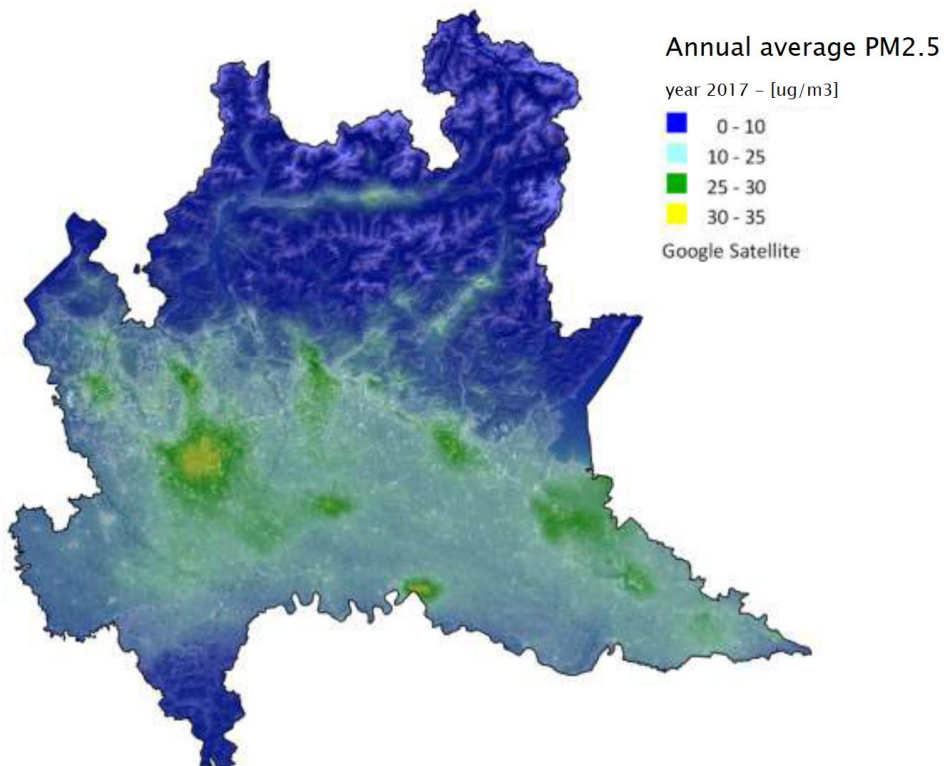 Annual average PM2.5
year 2017 - [ug/m3]
0 - 10
10 - 25
25 - 30
30 - 35
Google Satellite